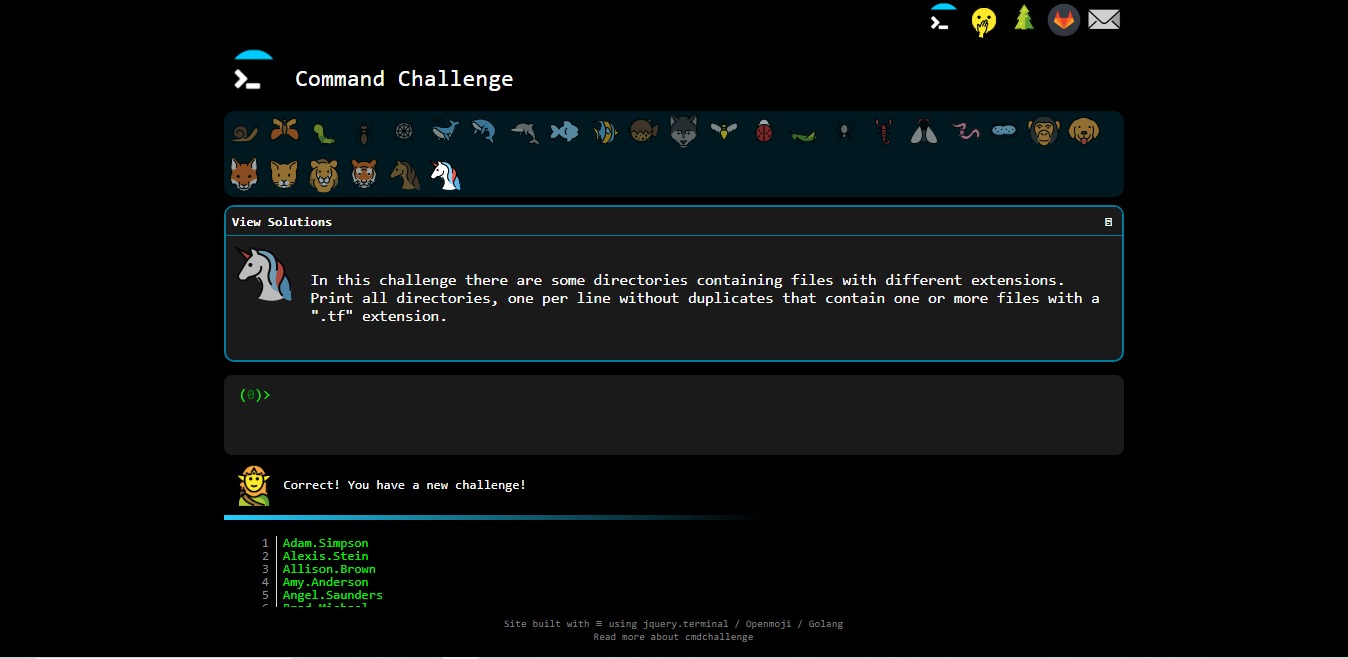 Command Challenge
View Solutions
In this challenge there are some directories containing files with different extensions.
Print all directories, one per line without duplicates that contain one or more files with a
".tf" extension.
(0)>
Correct! You have a new challenge!
1 Adam.Simpson
2 Alexis.Stein
3 Allison.Brown
4 Amy.Anderson
5 Angel.Saunders
Site built with ≡ using jquery.terminal / Openmoji / Golang
Read more about cmdchallenge